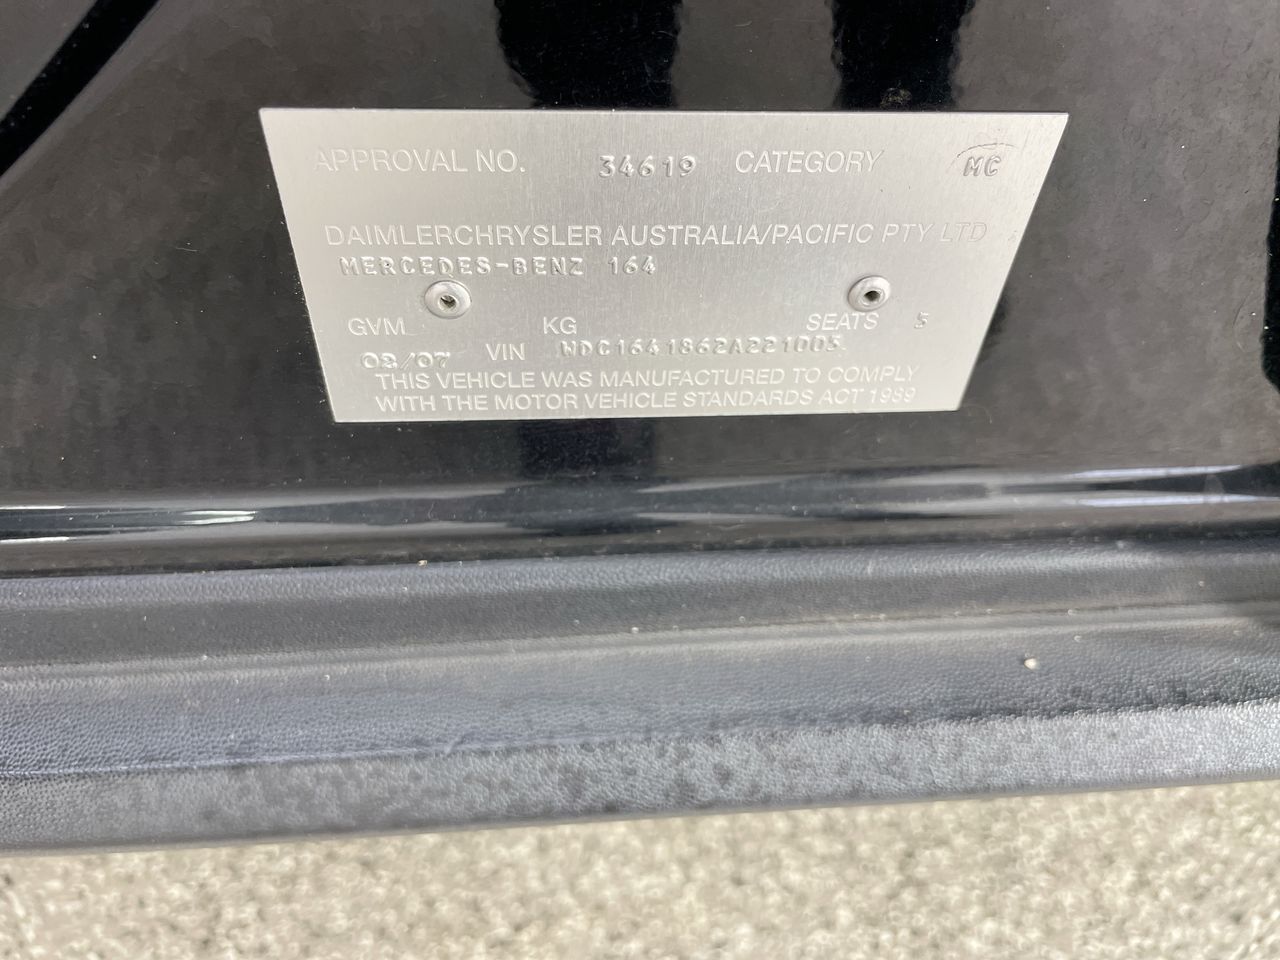 APPROVAL NO. 34619 CATEGORY MC
DAIMLERCHRYSLER AUSTRALIA/PACIFIC PTY LTD
MERCEDES-BENZ 164
GVM KG SEATS 5
02/07 VIN WDC1641862A221005
THIS VEHICLE WAS MANUFACTURED TO COMPLY
WITH THE MOTOR VEHICLE STANDARDS ACT 1989